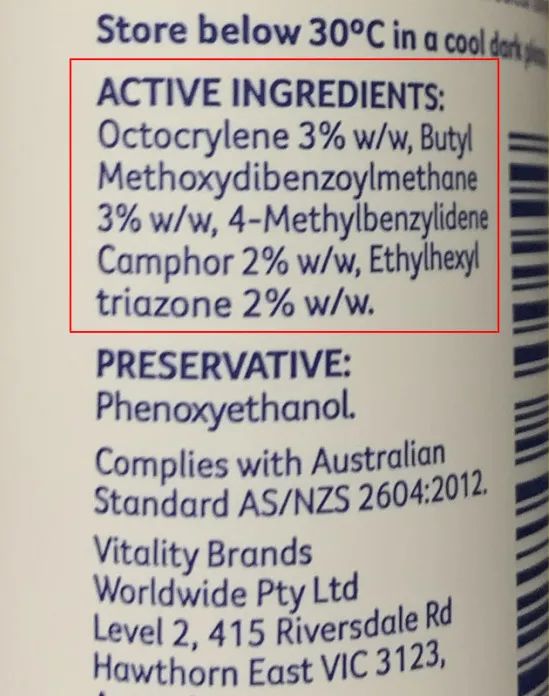 Store below 30°C in a cool dark
ACTIVE INGREDIENTS:
Octocrylene 3% w/w, Butyl
Methoxydibenzoylmethane
3% w/w, 4-Methylbenzylidene
Camphor 2% w/w, Ethylhexyl
triazone 2% w/w.
PRESERVATIVE:
Phenoxyethanol.
Complies with Australian
Standard AS/NZS 2604:2012.
Vitality Brands
Worldwide Pty Ltd
Level 2, 415 Riversdale Rd
Hawthorn East VIC 3123,